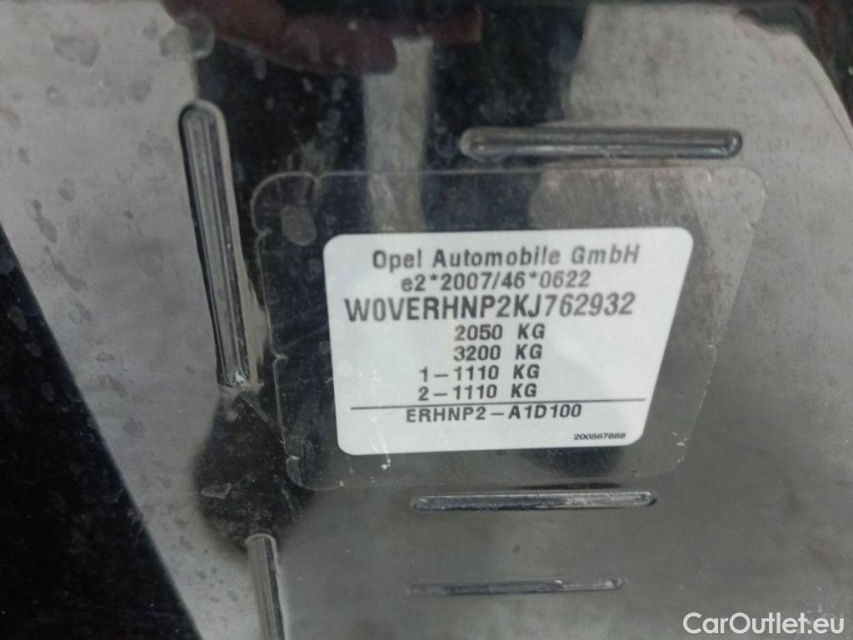 Opel Automobile GmbH
e2*2007/46*0622
W0VERHNP2KJ762932
2050 KG
3200 KG
1-1110 KG
2-1110 KG
ERHNP2-A1D100
200567888
CarOutlet.eu